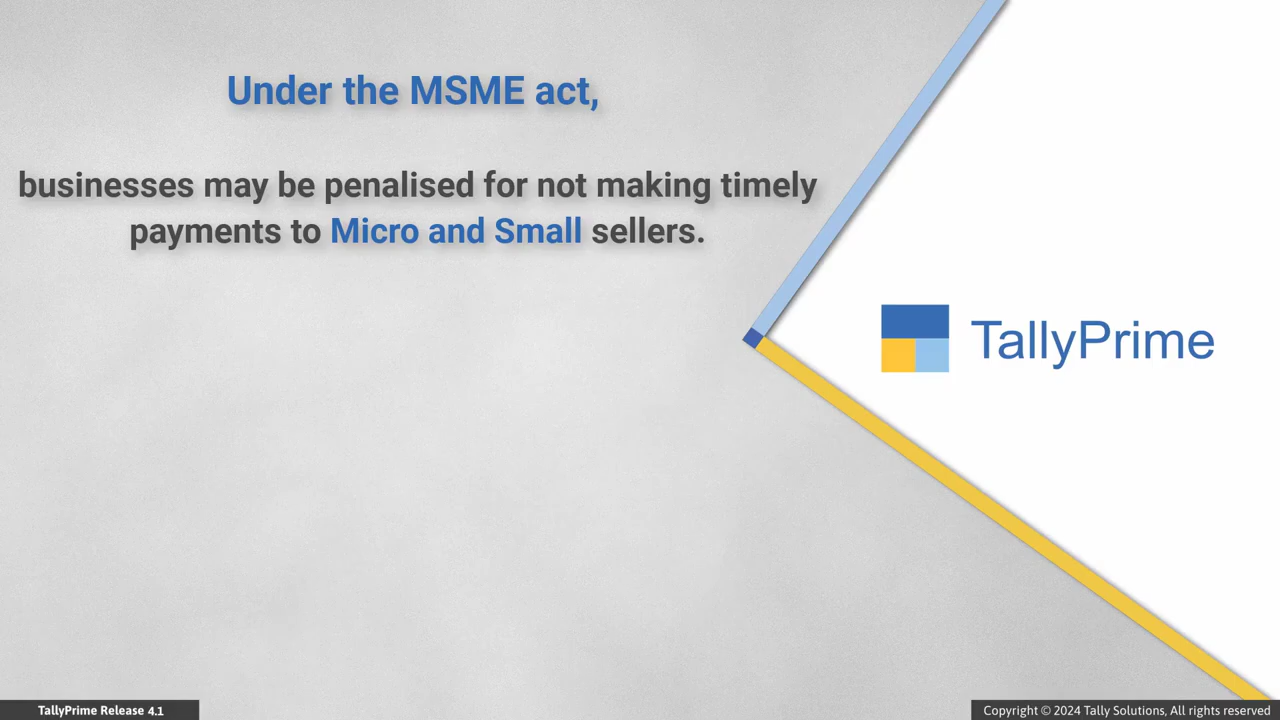 Under the MSME act,
businesses may be penalised for not making timely
payments to Micro and Small sellers.
TallyPrime
TallyPrime Release 4.1
Copyright © 2024 Tally Solutions, All rights reserved